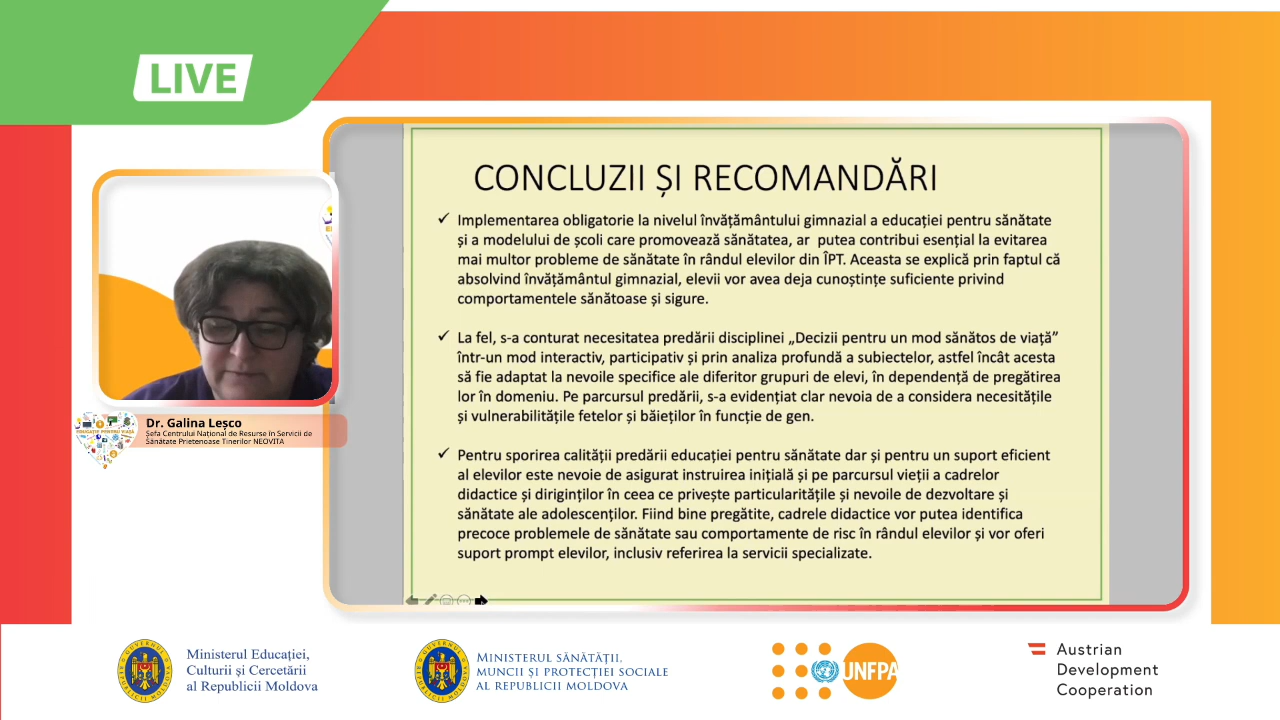 LIVE
CONCLUZII ȘI RECOMANDĂRI
✓ Implementarea obligatorie la nivelul învățământului gimnazial a educației pentru sănătate
și a modelului de școli care promovează sănătatea, ar putea contribui esențial la evitarea
mai multor probleme de sănătate în rândul elevilor din ÎPT. Aceasta se explică prin faptul că
absolvind învățământul gimnazial, elevii vor avea deja cunoștințe suficiente privind
comportamentele sănătoase și sigure.
✓ La fel, s-a conturat necesitatea predării disciplinei „Decizii pentru un mod sănătos de viață”
într-un mod interactiv, participativ și prin analiza profundă a subiectelor, astfel încât acesta
să fie adaptat la nevoile specifice ale diferitor grupuri de elevi, în dependență de pregătirea
lor în domeniu. Pe parcursul predării, s-a evidențiat clar nevoia de a considera necesitățile
și vulnerabilitățile fetelor și băieților în funcție de gen.
✓ Pentru sporirea calității predării educației pentru sănătate dar și pentru un suport eficient
al elevilor este nevoie de asigurat instruirea inițială și pe parcursul vieții a cadrelor
didactice și diriginților în ceea ce privește particularitățile și nevoile de dezvoltare și
sănătate ale adolescenților. Fiind bine pregătite, cadrele didactice vor putea identifica
precoce problemele de sănătate sau comportamente de risc în rândul elevilor și vor oferi
suport prompt elevilor, inclusiv referirea la servicii specializate.
EDUCAȚIE PENTRU VIAȚĂ
Dr. Galina Leșco
Șefa Centrului Național de Resurse în Servicii de
Sănătate Prietenoase Tinerilor NEOVITA
Ministerul Educației,
Culturii și Cercetării
al Republicii Moldova
MINISTERUL SĂNĂTĂȚII,
MUNCII ȘI PROTECȚIEI SOCIALE
AL REPUBLICII MOLDOVA
UNFPA
Austrian
Development
Cooperation